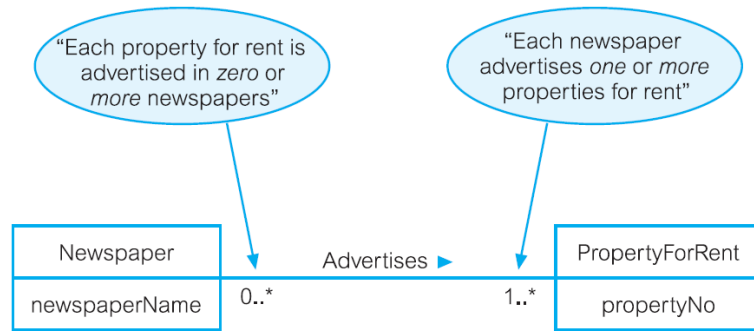 “Each property for rent is
advertised in zero or
more newspapers”
“Each newspaper
advertises one or more
properties for rent”
Newspaper
newspaperName
Advertises ►
0..*
1..*
PropertyForRent
propertyNo